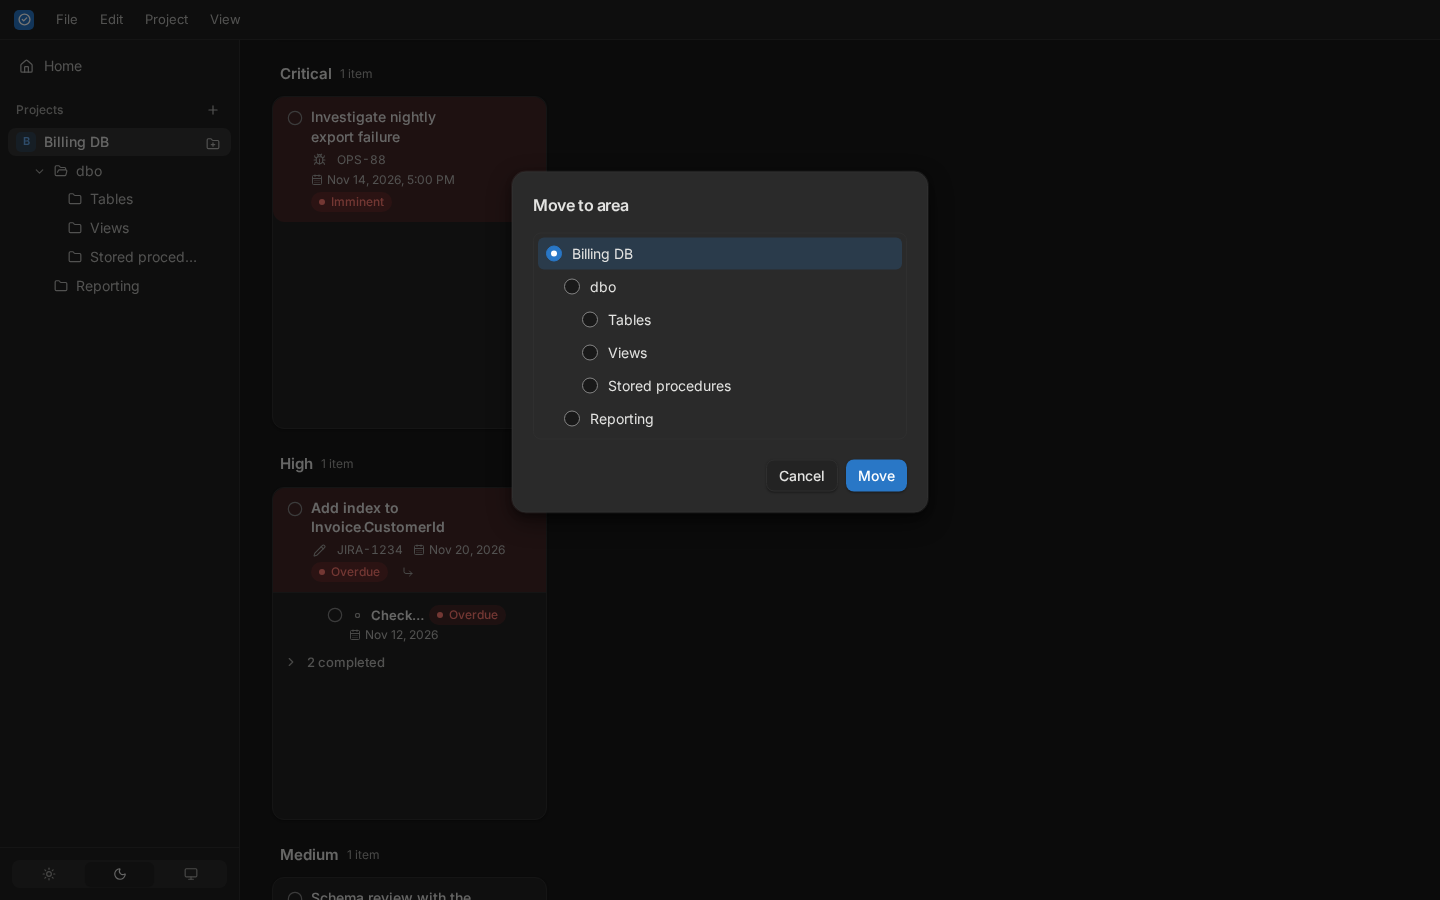 File Edit Project View
Home
Projects
B Billing DB
dbo
Tables
Views
Stored proced...
Reporting
Critical 1 item
Investigate nightly
export failure
OPS-88
Nov 14, 2026, 5:00 PM
Imminent
High 1 item
Add index to
Invoice.CustomerId
JIRA-1234 Nov 20, 2026
Overdue
Check... Overdue
Nov 12, 2026
2 completed
Medium 1 item
Schema review with the
Move to area
Billing DB
dbo
Tables
Views
Stored procedures
Reporting
Cancel Move